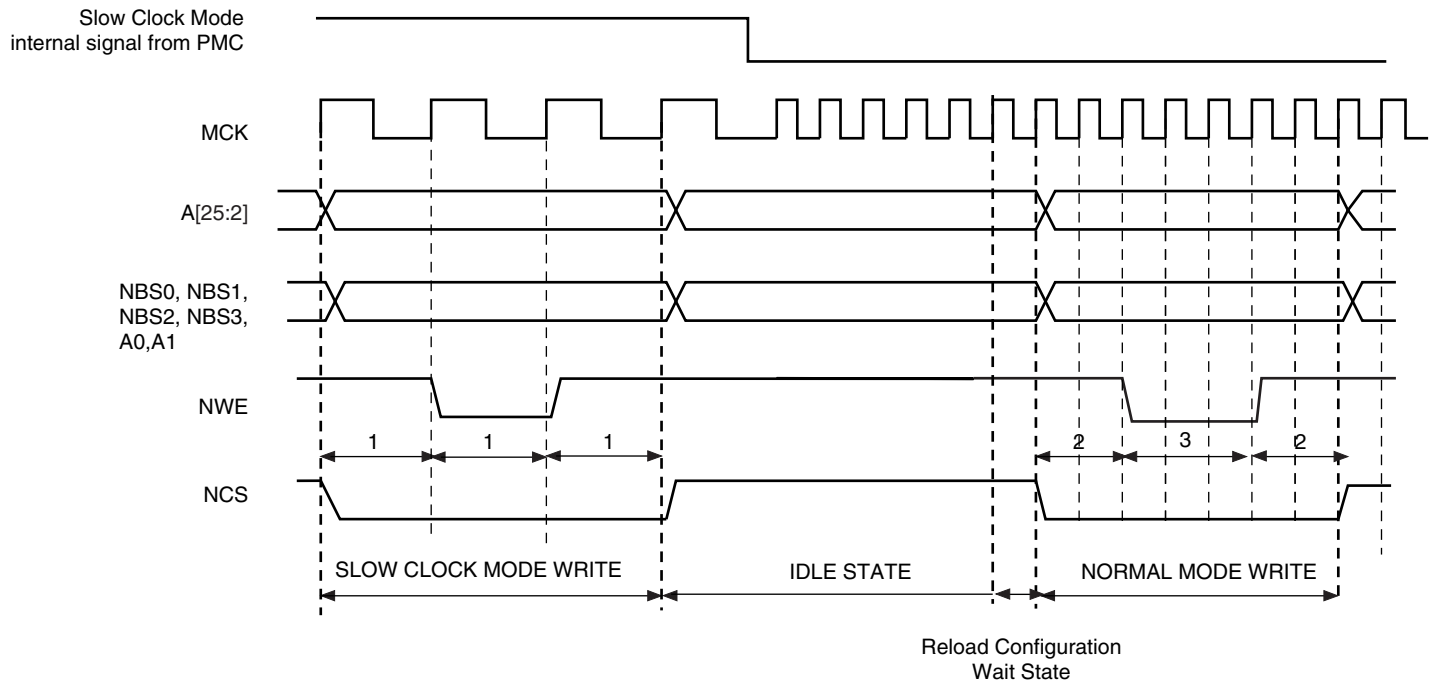 Slow Clock Mode
internal signal from PMC
MCK
A[25:2]
NBS0, NBS1,
NBS2, NBS3,
A0,A1
NWE
1 1 1 2 3 2
NCS
SLOW CLOCK MODE WRITE IDLE STATE NORMAL MODE WRITE
Reload Configuration
Wait State